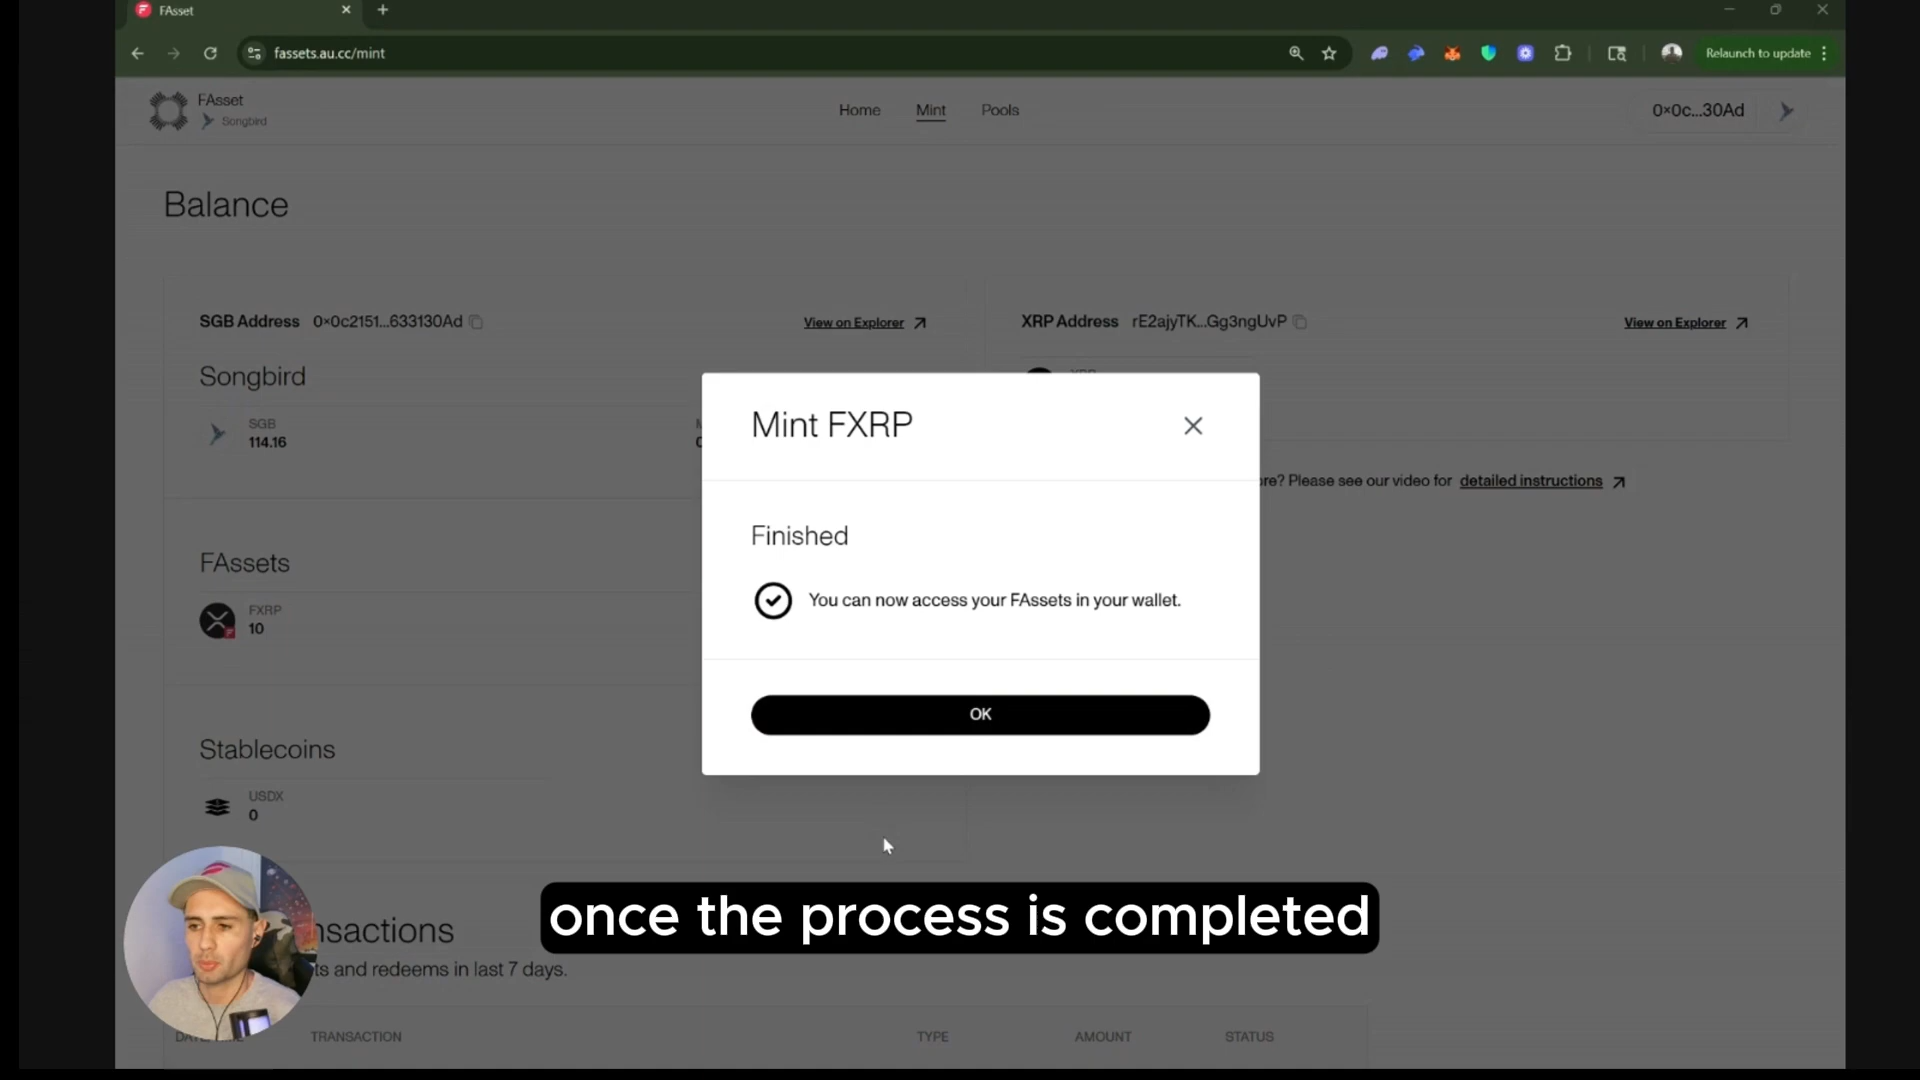 FAsset
fassets.au.cc/mint
Relaunch to update
FAsset
Songbird
Home
Mint
Pools
0×0c...30Ad
Balance
SGB Address 0×0c2151...633130Ad
View on Explorer
XRP Address rE2ajyTK...Gg3ngUvP
View on Explorer
Songbird
SGB
114.16
Mint FXRP
re? Please see our video for detailed instructions
Finished
FAssets
You can now access your FAssets in your wallet.
FXRP
10
OK
Stablecoins
USDX
0
once the process is completed
nsactions
ts and redeems in last 7 days.
TRANSACTION
TYPE
AMOUNT
STATUS